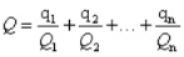 Q = q₁/Q₁ + q₂/Q₂ + ... + qₙ/Qₙ